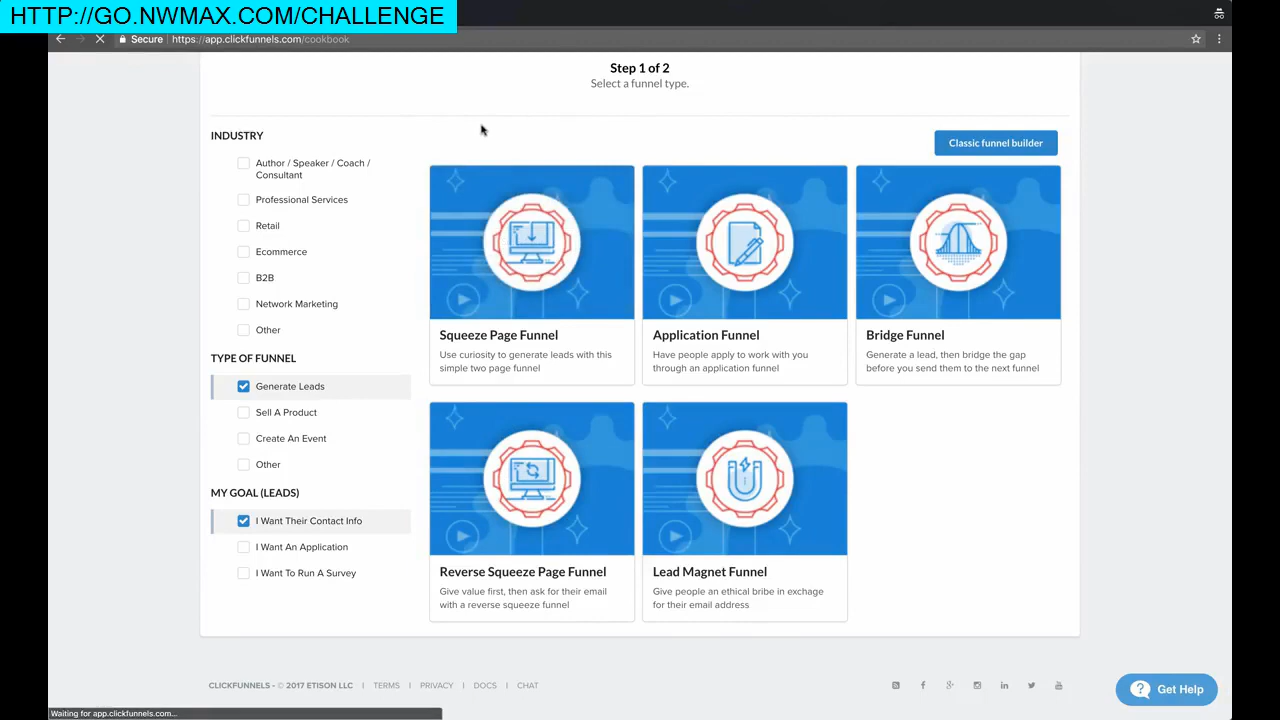 HTTP://GO.NWMAX.COM/CHALLENGE
Secure https://app.clickfunnels.com/cookbook
Step 1 of 2
Select a funnel type.
INDUSTRY
Author / Speaker / Coach /
Consultant
Professional Services
Retail
Ecommerce
B2B
Network Marketing
Other
TYPE OF FUNNEL
Generate Leads
Sell A Product
Create An Event
Other
MY GOAL (LEADS)
I Want Their Contact Info
I Want An Application
I Want To Run A Survey
Classic funnel builder
Squeeze Page Funnel
Use curiosity to generate leads with this
simple two page funnel
Application Funnel
Have people apply to work with you
through an application funnel
Bridge Funnel
Generate a lead, then bridge the gap
before you send them to the next funnel
Reverse Squeeze Page Funnel
Give value first, then ask for their email
with a reverse squeeze funnel
Lead Magnet Funnel
Give people an ethical bribe in exchage
for their email address
CLICKFUNNELS - © 2017 ETISON LLC | TERMS | PRIVACY | DOCS | CHAT
Get Help
Waiting for app.clickfunnels.com...